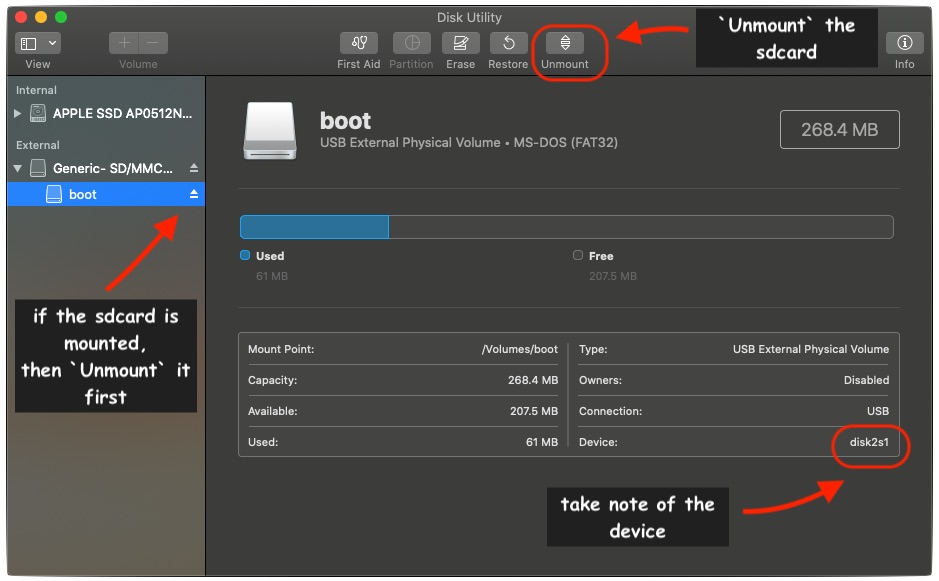 Disk Utility
View
Volume
First Aid
Partition
Erase
Restore
Unmount
Info
`Unmount` the
sdcard
Internal
APPLE SSD AP0512N...
External
Generic- SD/MMC...
boot
boot
USB External Physical Volume • MS-DOS (FAT32)
268.4 MB
Used
61 MB
Free
207.5 MB
if the sdcard is
mounted,
then `Unmount` it
first
Mount Point: /Volumes/boot
Capacity: 268.4 MB
Available: 207.5 MB
Used: 61 MB
Type: USB External Physical Volume
Owners: Disabled
Connection: USB
Device: disk2s1
take note of the
device